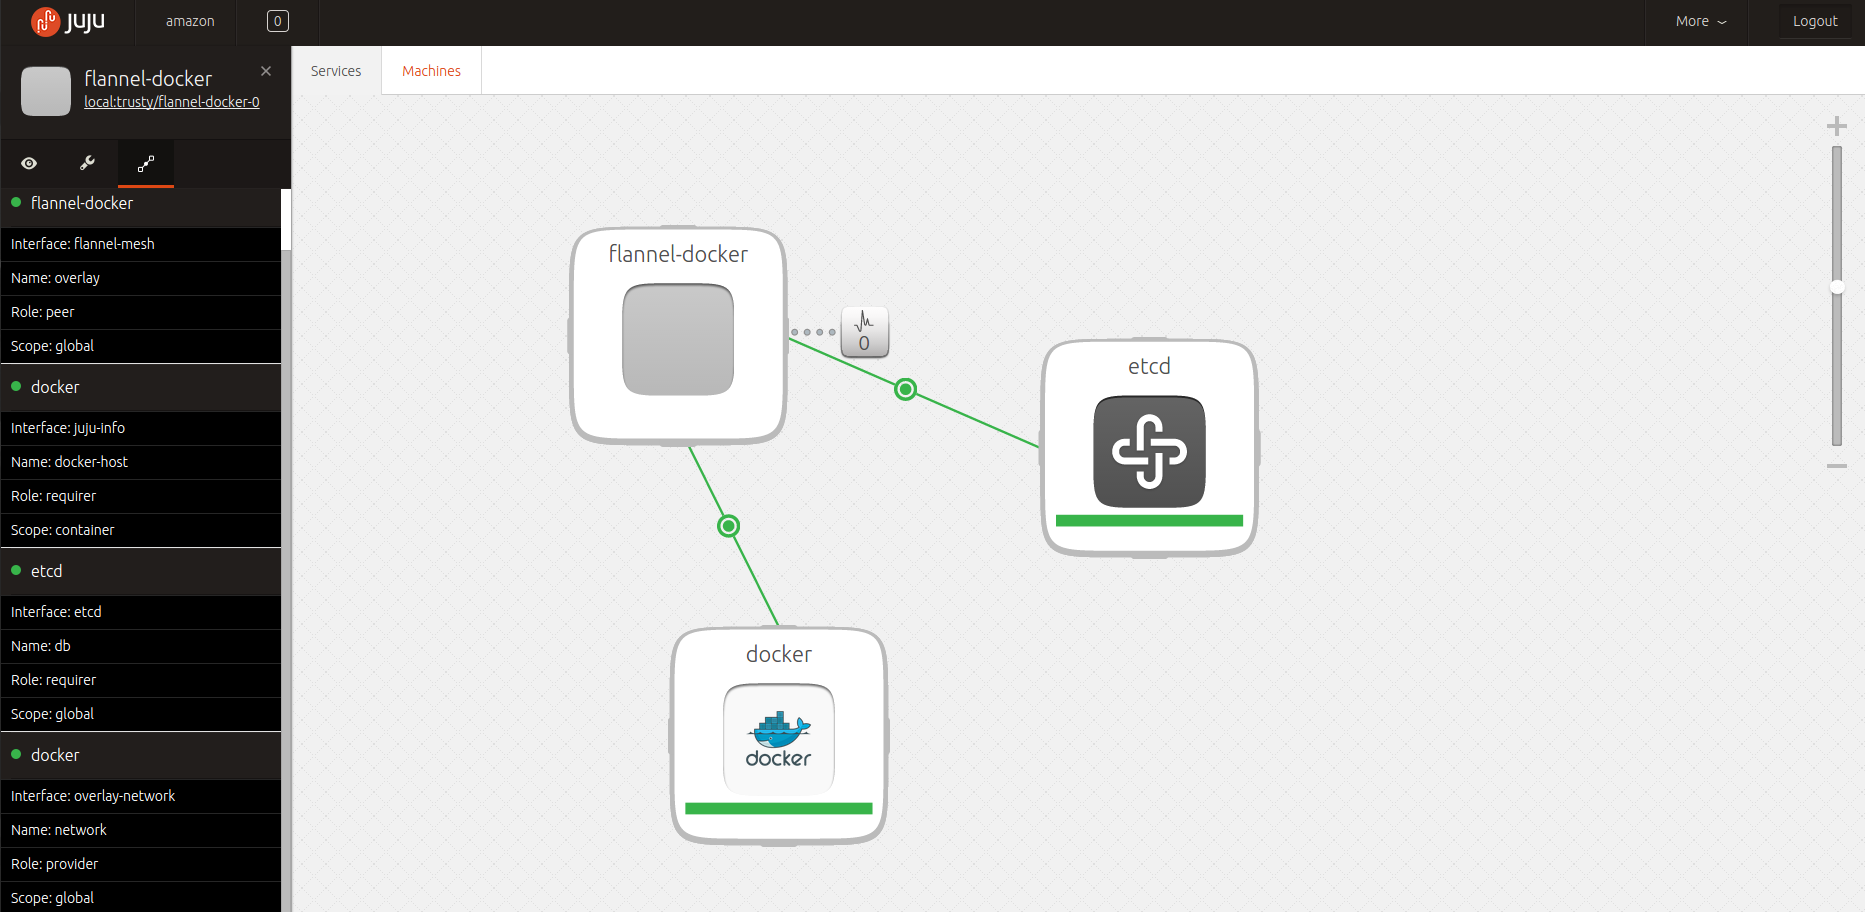 juju
amazon
0
More
Logout
flannel-docker
local:trusty/flannel-docker-0
Services
Machines
flannel-docker
Interface: flannel-mesh
Name: overlay
Role: peer
Scope: global
docker
Interface: juju-info
Name: docker-host
Role: requirer
Scope: container
etcd
Interface: etcd
Name: db
Role: requirer
Scope: global
docker
Interface: overlay-network
Name: network
Role: provider
Scope: global
flannel-docker
0
etcd
docker
docker